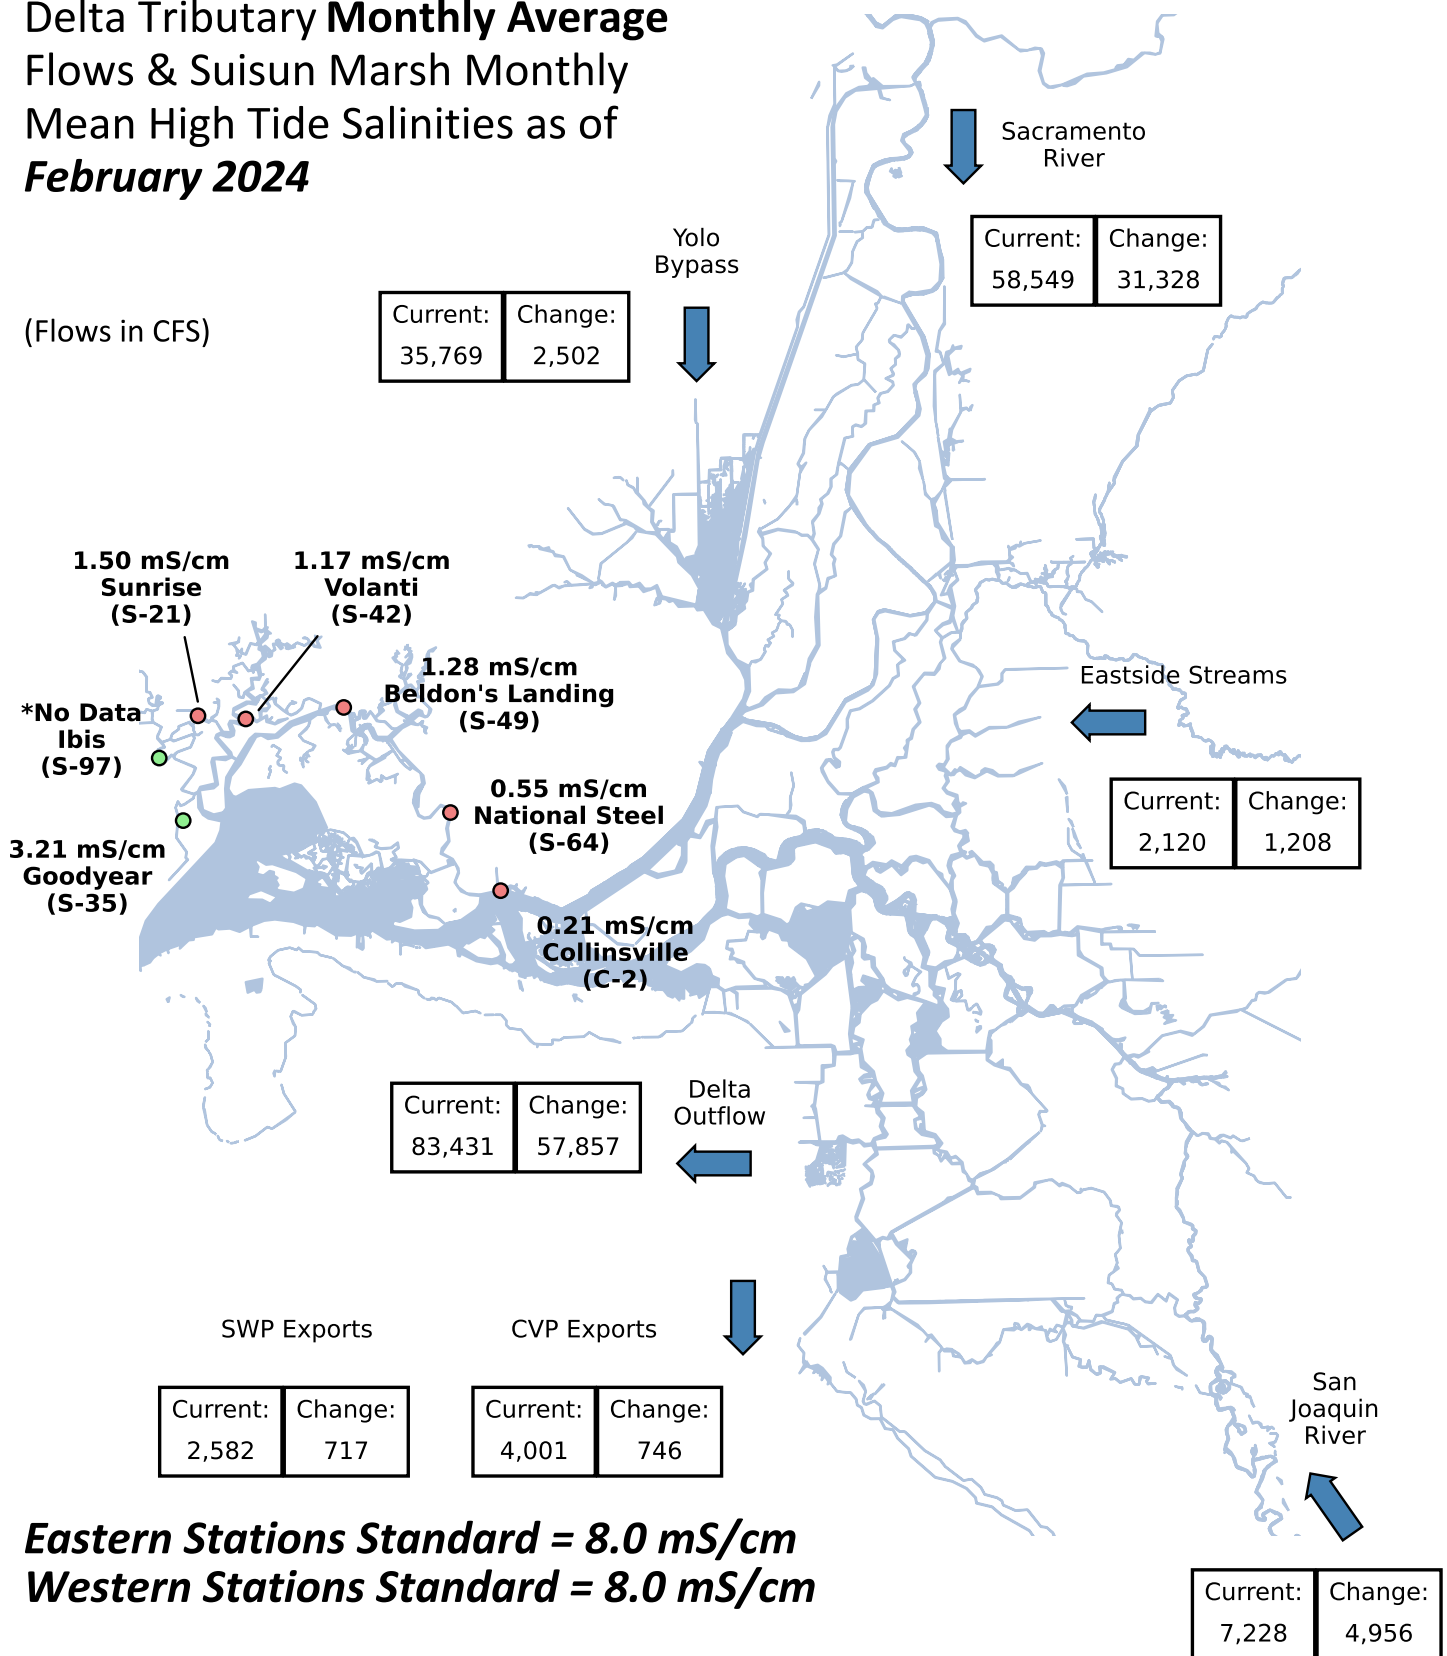 Delta Tributary Monthly Average
Flows & Suisun Marsh Monthly
Mean High Tide Salinities as of
February 2024
Sacramento
River
Current: Change:
58,549 31,328
Yolo
Bypass
Current: Change:
35,769 2,502
(Flows in CFS)
1.50 mS/cm
Sunrise
(S-21)
1.17 mS/cm
Volanti
(S-42)
1.28 mS/cm
Beldon's Landing
(S-49)
*No Data
Ibis
(S-97)
Eastside Streams
Current: Change:
2,120 1,208
0.55 mS/cm
National Steel
(S-64)
3.21 mS/cm
Goodyear
(S-35)
0.21 mS/cm
Collinsville
(C-2)
Delta
Outflow
Current: Change:
83,431 57,857
SWP Exports
Current: Change:
2,582 717
CVP Exports
Current: Change:
4,001 746
San
Joaquin
River
Current: Change:
7,228 4,956
Eastern Stations Standard = 8.0 mS/cm
Western Stations Standard = 8.0 mS/cm